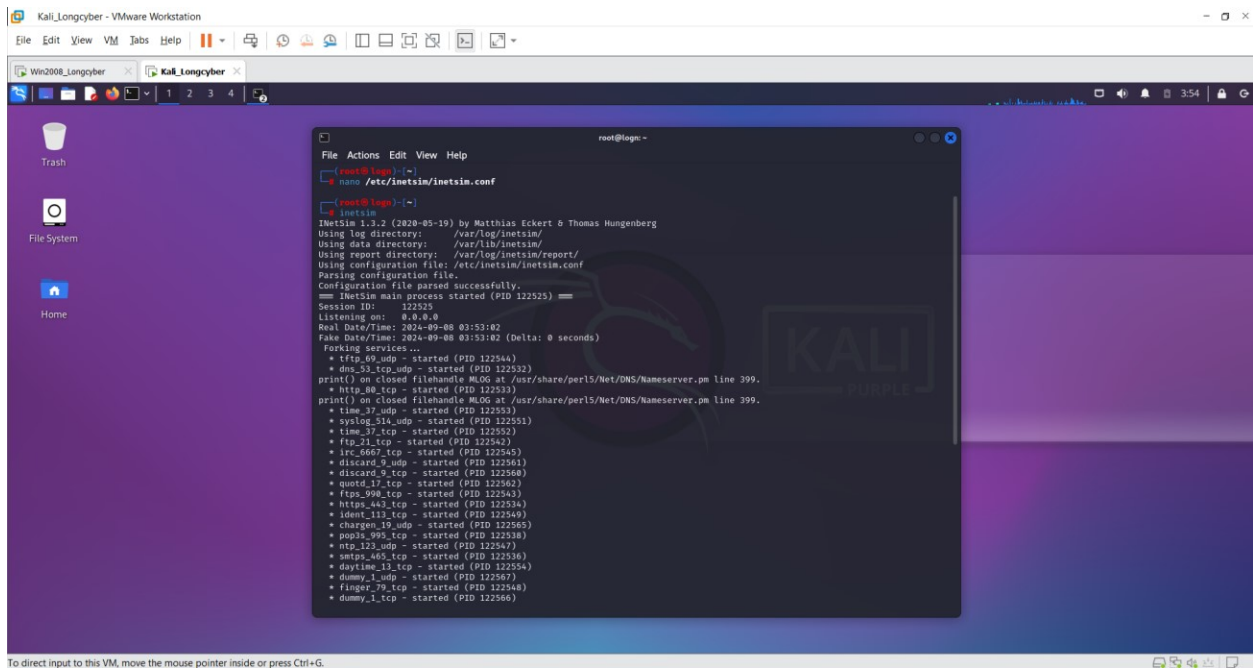 Kali_Longcyber - VMware Workstation
File Edit View VM Tabs Help
Win2008_Longcyber Kali_Longcyber
1 2 3 4 3:54
Trash
File System
Home
root@logn: ~
File Actions Edit View Help
(root㉿logn)-[~]
# nano /etc/inetsim/inetsim.conf
(root㉿logn)-[~]
# inetsim
INetSim 1.3.2 (2020-05-19) by Matthias Eckert & Thomas Hungenberg
Using log directory: /var/log/inetsim/
Using data directory: /var/lib/inetsim/
Using report directory: /var/log/inetsim/report/
Using configuration file: /etc/inetsim/inetsim.conf
Parsing configuration file.
Configuration file parsed successfully.
=== INetSim main process started (PID 122525) ===
Session ID: 122525
Listening on: 0.0.0.0
Real Date/Time: 2024-09-08 03:53:02
Fake Date/Time: 2024-09-08 03:53:02 (Delta: 0 seconds)
Forking services ...
* tftp_69_udp - started (PID 122544)
* dns_53_tcp_udp - started (PID 122532)
print() on closed filehandle MLOG at /usr/share/perl5/Net/DNS/Nameserver.pm line 399.
* http_80_tcp - started (PID 122533)
print() on closed filehandle MLOG at /usr/share/perl5/Net/DNS/Nameserver.pm line 399.
* time_37_udp - started (PID 122553)
* syslog_514_udp - started (PID 122551)
* time_37_tcp - started (PID 122552)
* ftp_21_tcp - started (PID 122542)
* irc_6667_tcp - started (PID 122545)
* discard_9_udp - started (PID 122561)
* discard_9_tcp - started (PID 122560)
* quotd_17_tcp - started (PID 122562)
* ftps_990_tcp - started (PID 122543)
* https_443_tcp - started (PID 122534)
* ident_113_tcp - started (PID 122549)
* chargen_19_udp - started (PID 122565)
* pop3s_995_tcp - started (PID 122538)
* ntp_123_udp - started (PID 122547)
* smtps_465_tcp - started (PID 122536)
* daytime_13_tcp - started (PID 122554)
* dummy_1_udp - started (PID 122567)
* finger_79_tcp - started (PID 122548)
* dummy_1_tcp - started (PID 122566)
KALI
PURPLE
To direct input to this VM, move the mouse pointer inside or press Ctrl+G.